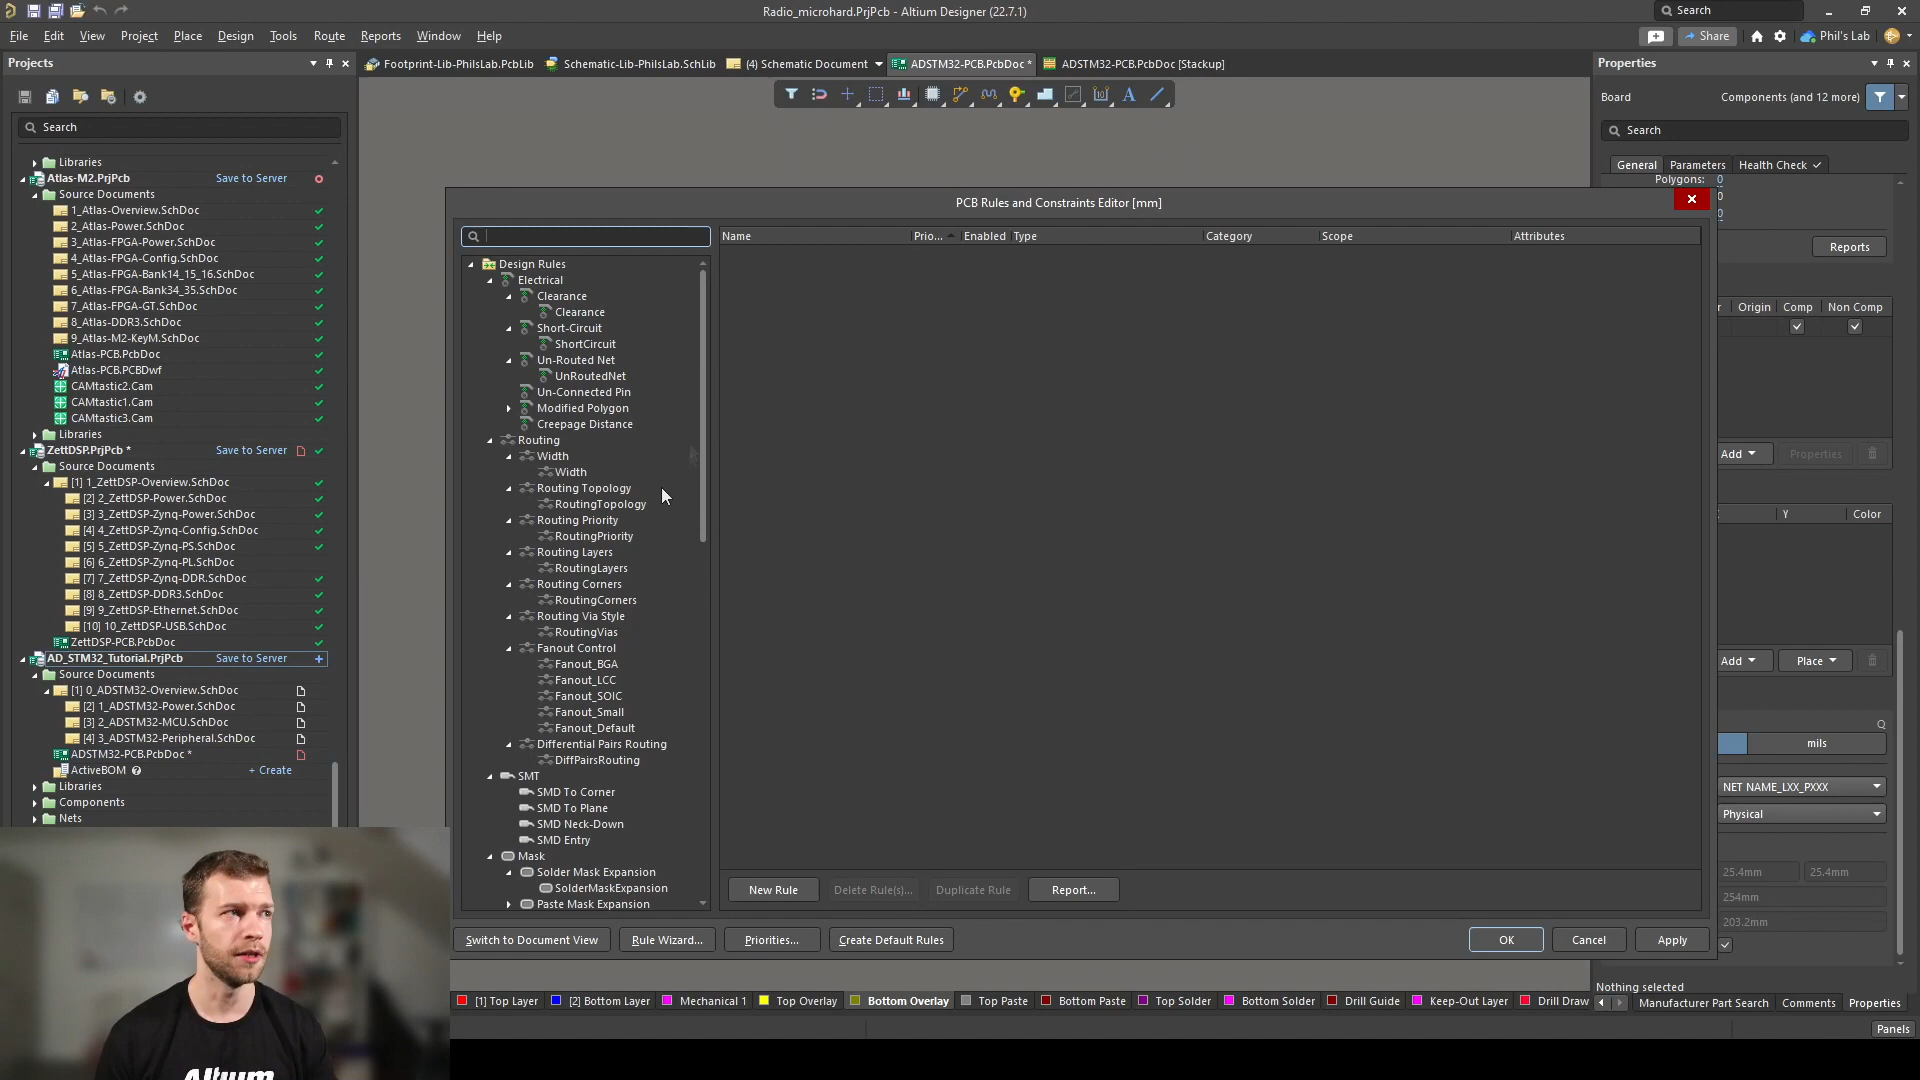 Radio_microhard.PrjPcb - Altium Designer (22.7.1)
Search
File Edit View Project Place Design Tools Route Reports Window Help
Share
Phil's Lab
Projects
Footprint-Lib-PhilsLab.PcbLib
Schematic-Lib-PhilsLab.SchLib
(4) Schematic Document
ADSTM32-PCB.PcbDoc *
ADSTM32-PCB.PcbDoc [Stackup]
Search
Libraries
Atlas-M2.PrjPcb Save to Server
Source Documents
1_Atlas-Overview.SchDoc
2_Atlas-Power.SchDoc
3_Atlas-FPGA-Power.SchDoc
4_Atlas-FPGA-Config.SchDoc
5_Atlas-FPGA-Bank14_15_16.SchDoc
6_Atlas-FPGA-Bank34_35.SchDoc
7_Atlas-FPGA-GT.SchDoc
8_Atlas-DDR3.SchDoc
9_Atlas-M2-KeyM.SchDoc
Atlas-PCB.PcbDoc
Atlas-PCB.PCBDwf
CAMtastic2.Cam
CAMtastic1.Cam
CAMtastic3.Cam
Libraries
ZettDSP.PrjPcb * Save to Server
Source Documents
[1] 1_ZettDSP-Overview.SchDoc
[2] 2_ZettDSP-Power.SchDoc
[3] 3_ZettDSP-Zynq-Power.SchDoc
[4] 4_ZettDSP-Zynq-Config.SchDoc
[5] 5_ZettDSP-Zynq-PS.SchDoc
[6] 6_ZettDSP-Zynq-PL.SchDoc
[7] 7_ZettDSP-Zynq-DDR.SchDoc
[8] 8_ZettDSP-DDR3.SchDoc
[9] 9_ZettDSP-Ethernet.SchDoc
[10] 10_ZettDSP-USB.SchDoc
ZettDSP-PCB.PcbDoc
AD_STM32_Tutorial.PrjPcb Save to Server
Source Documents
[1] 0_ADSTM32-Overview.SchDoc
[2] 1_ADSTM32-Power.SchDoc
[3] 2_ADSTM32-MCU.SchDoc
[4] 3_ADSTM32-Peripheral.SchDoc
ADSTM32-PCB.PcbDoc *
ActiveBOM + Create
Libraries
Components
Nets
PCB Rules and Constraints Editor [mm]
Name Prio... Enabled Type Category Scope Attributes
Design Rules
Electrical
Clearance
Clearance
Short-Circuit
ShortCircuit
Un-Routed Net
UnRoutedNet
Un-Connected Pin
Modified Polygon
Creepage Distance
Routing
Width
Width
Routing Topology
RoutingTopology
Routing Priority
RoutingPriority
Routing Layers
RoutingLayers
Routing Corners
RoutingCorners
Routing Via Style
RoutingVias
Fanout Control
Fanout_BGA
Fanout_LCC
Fanout_SOIC
Fanout_Small
Fanout_Default
Differential Pairs Routing
DiffPairsRouting
SMT
SMD To Corner
SMD To Plane
SMD Neck-Down
SMD Entry
Mask
Solder Mask Expansion
SolderMaskExpansion
Paste Mask Expansion
New Rule Delete Rule(s)... Duplicate Rule Report...
Switch to Document View Rule Wizard... Priorities... Create Default Rules OK Cancel Apply
Properties
Board Components (and 12 more)
Search
General Parameters Health Check
Polygons: 0
0
0
Reports
r Origin Comp Non Comp
Add Properties
Y Color
Add Place
mils
NET NAME_LXX_PXXX
Physical
25.4mm 25.4mm
254mm
203.2mm
Nothing selected
[1] Top Layer [2] Bottom Layer Mechanical 1 Top Overlay Bottom Overlay Top Paste Bottom Paste Top Solder Bottom Solder Drill Guide Keep-Out Layer Drill Draw
Manufacturer Part Search Comments Properties
Panels
Altium